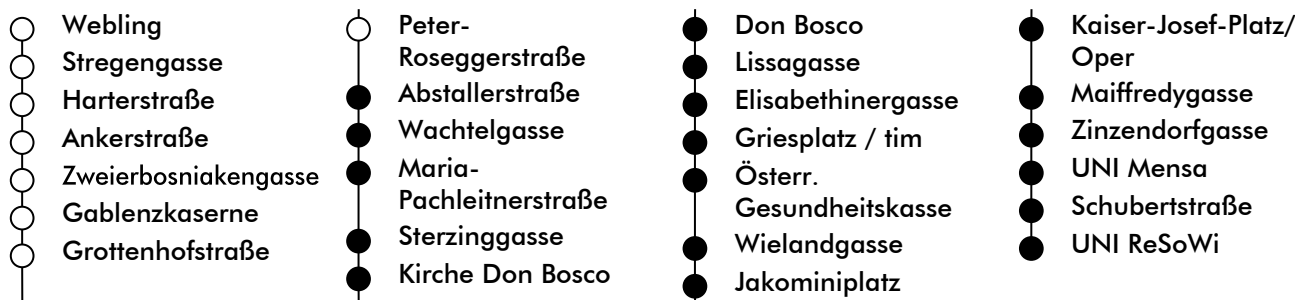 Webling
Stregengasse
Harterstraße
Ankerstraße
Zweierbosniakengasse
Gablenzkaserne
Grottenhofstraße
Peter-
Roseggerstraße
Abstallerstraße
Wachtelgasse
Maria-
Pachleitnerstraße
Sterzinggasse
Kirche Don Bosco
Don Bosco
Lissagasse
Elisabethinergasse
Griesplatz / tim
Österr.
Gesundheitskasse
Wielandgasse
Jakominiplatz
Kaiser-Josef-Platz/
Oper
Maiffredygasse
Zinzendorfgasse
UNI Mensa
Schubertstraße
UNI ReSoWi